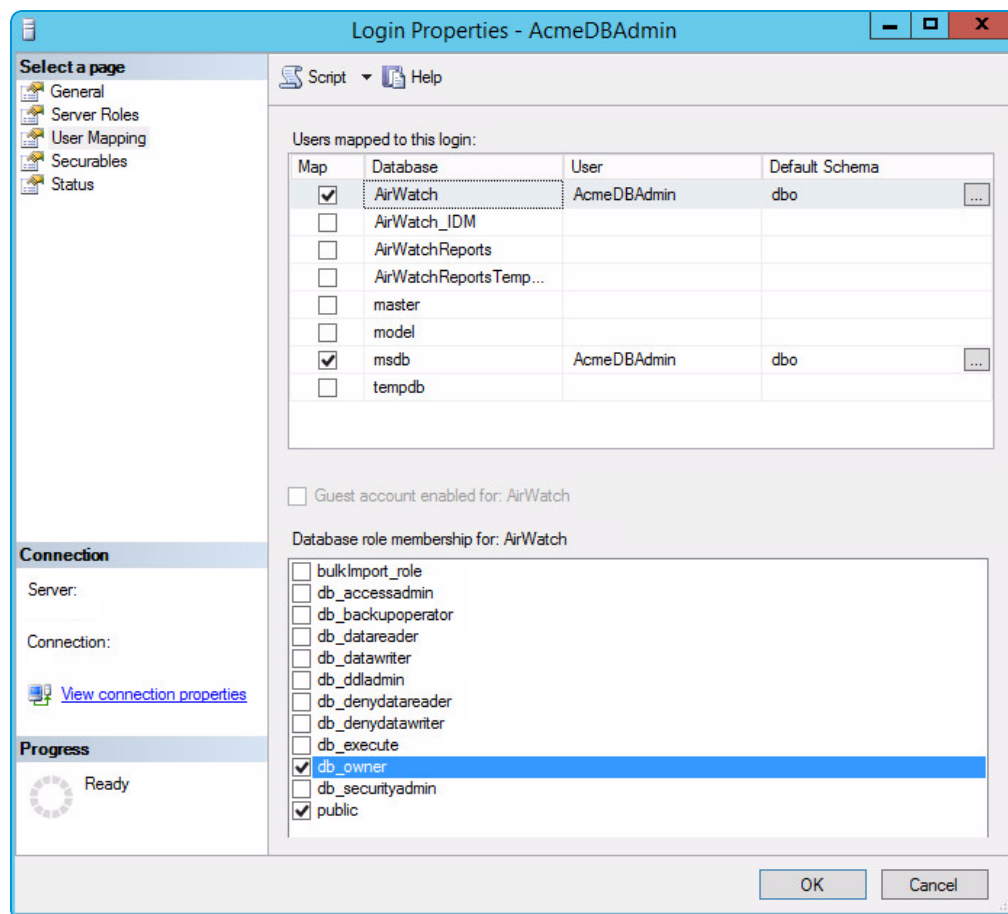 Login Properties - AcmeDBAdmin
Select a page
General
Server Roles
User Mapping
Securables
Status
Script Help
Users mapped to this login:
Map Database User Default Schema
AirWatch AcmeDBAdmin dbo ...
AirWatch_IDM
AirWatchReports
AirWatchReportsTemp...
master
model
msdb AcmeDBAdmin dbo ...
tempdb
Guest account enabled for: AirWatch
Database role membership for: AirWatch
bulkImport_role
db_accessadmin
db_backupoperator
db_datareader
db_datawriter
db_ddladmin
db_denydatareader
db_denydatawriter
db_execute
db_owner
db_securityadmin
public
Connection
Server:
Connection:
View connection properties
Progress
Ready
OK Cancel